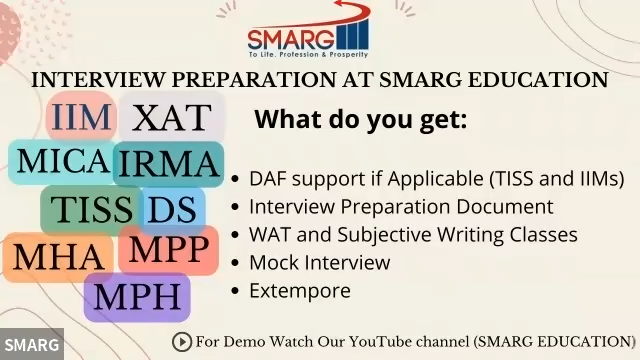 SMARG
To Life, Profession & Prosperity
INTERVIEW PREPARATION AT SMARG EDUCATION
IIM XAT
MICA IRMA
TISS DS
MHA MPP
MPH
What do you get:
• DAF support if Applicable (TISS and IIMs)
• Interview Preparation Document
• WAT and Subjective Writing Classes
• Mock Interview
• Extempore
SMARG
For Demo Watch Our YouTube channel (SMARG EDUCATION)